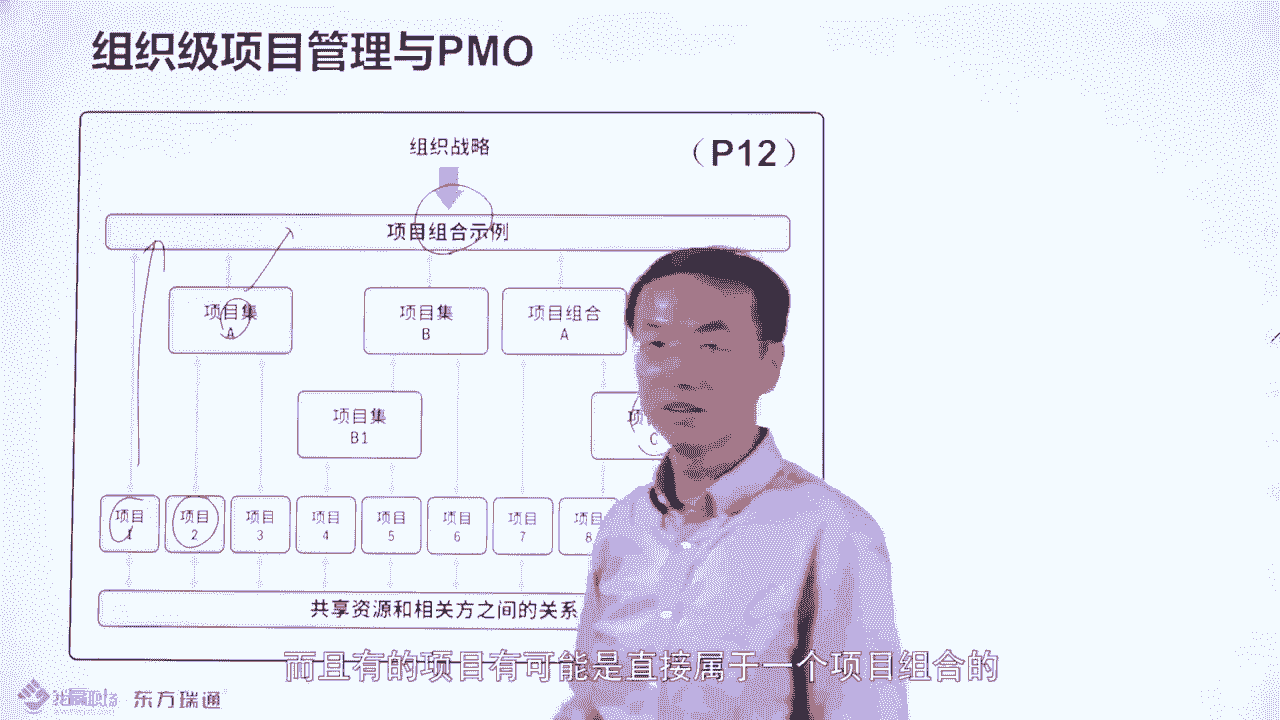 组织级项目管理与PMO
组织战略
（P12）
项目组合示例
项目集
A
项目集
B
项目组合
A
项目集
B1
C
项目
1
项目
2
项目
3
项目
4
项目
5
项目
6
项目
7
项目
8
共享资源和相关方之间的关系
而且有的项目有可能是直接属于一个项目组合的
东方瑞通